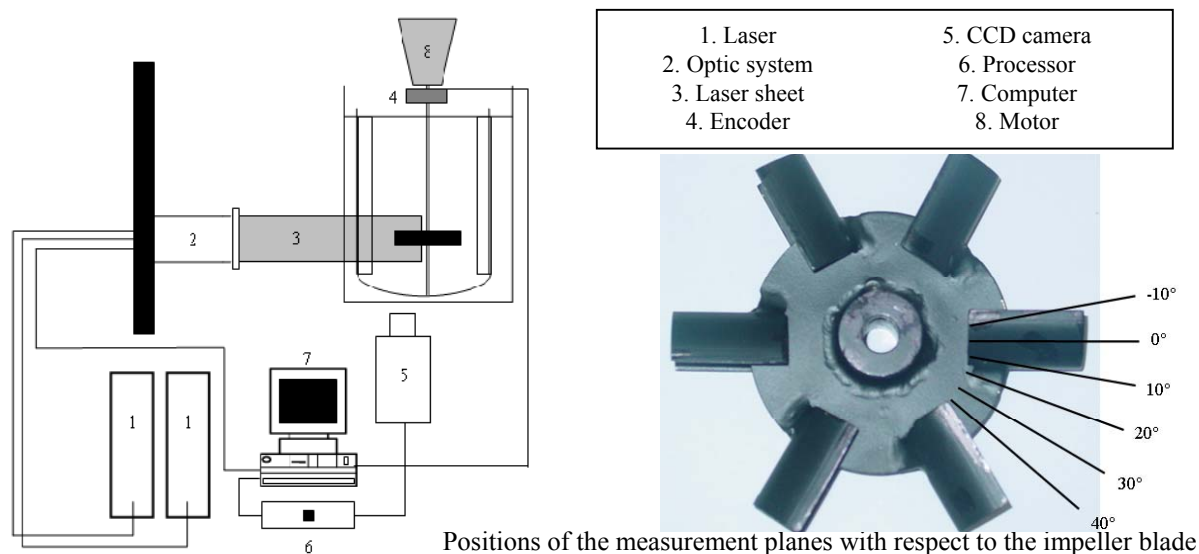 8
4
2
3
1
1
7
5
6
1. Laser
2. Optic system
3. Laser sheet
4. Encoder
5. CCD camera
6. Processor
7. Computer
8. Motor
-10°
0°
10°
20°
30°
40°
Positions of the measurement planes with respect to the impeller blade